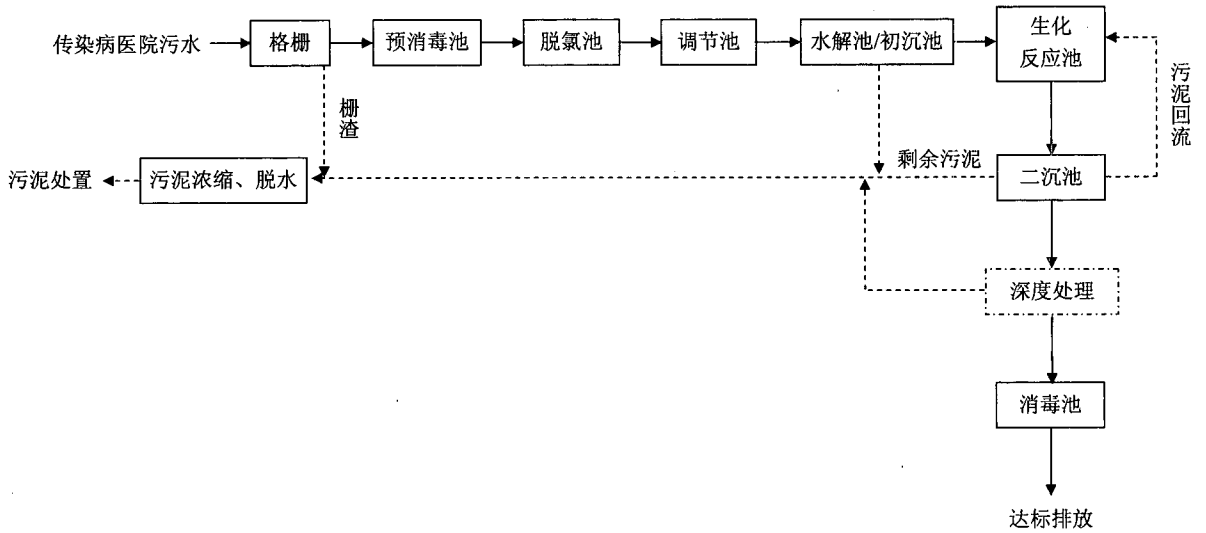 传染病医院污水
格栅
预消毒池
脱氯池
调节池
水解池/初沉池
生化
反应池
污泥回流
栅渣
剩余污泥
污泥处置
污泥浓缩、脱水
二沉池
深度处理
消毒池
达标排放